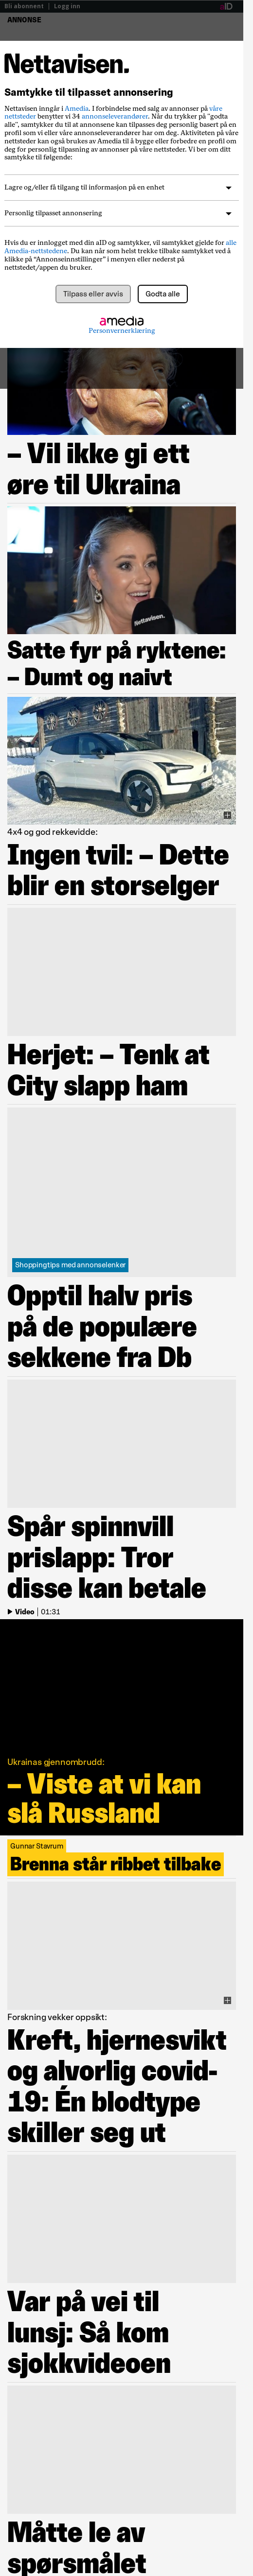 Bli abonnent | Logg inn
aID
ANNONSE
Nettavisen.
Samtykke til tilpasset annonsering
Nettavisen inngår i Amedia. I forbindelse med salg av annonser på våre
nettsteder benytter vi 34 annonseleverandører. Når du trykker på "godta
alle", samtykker du til at annonsene kan tilpasses deg personlig basert på en
profil som vi eller våre annonseleverandører har om deg. Aktiviteten på våre
nettsteder kan også brukes av Amedia til å bygge eller forbedre en profil om
deg for personlig tilpasning av annonser på våre nettsteder. Vi ber om ditt
samtykke til følgende:
Lagre og/eller få tilgang til informasjon på en enhet
Personlig tilpasset annonsering
Hvis du er innlogget med din aID og samtykker, vil samtykket gjelde for alle
Amedia-nettstedene. Du kan når som helst trekke tilbake samtykket ved å
klikke på “Annonseinnstillinger” i menyen eller nederst på
nettstedet/appen du bruker.
Tilpass eller avvis
Godta alle
amedia
Personvernerklæring
– Vil ikke gi ett
øre til Ukraina
Nettavisen.
Satte fyr på ryktene:
– Dumt og naivt
4x4 og god rekkevidde:
Ingen tvil: – Dette
blir en storselger
Herjet: – Tenk at
City slapp ham
Shoppingtips med annonselenker
Opptil halv pris
på de populære
sekkene fra Db
Spår spinnvill
prislapp: Tror
disse kan betale
Video | 01:31
Ukrainas gjennombrudd:
– Viste at vi kan
slå Russland
Gunnar Stavrum
Brenna står ribbet tilbake
Forskning vekker oppsikt:
Kreft, hjernesvikt
og alvorlig covid-
19: Én blodtype
skiller seg ut
Var på vei til
lunsj: Så kom
sjokkvideoen
Måtte le av
spørsmålet